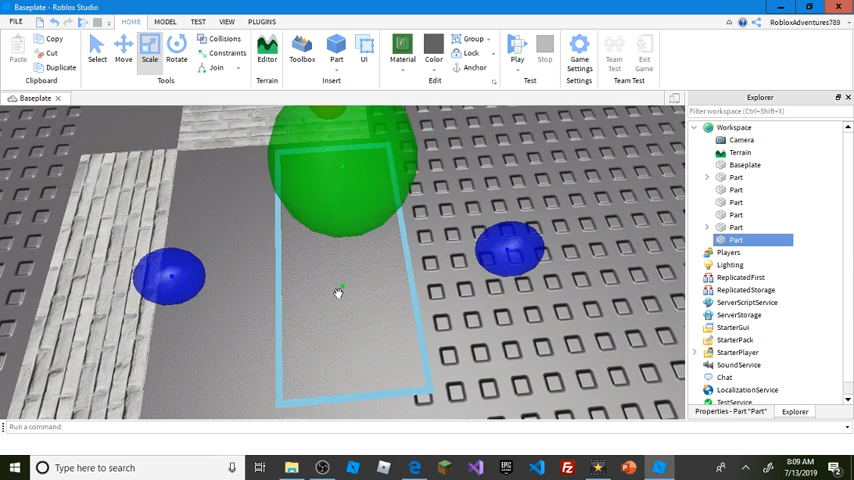 Baseplate - Roblox Studio
FILE HOME MODEL TEST VIEW PLUGINS RobloxAdventures789
Paste Copy Cut Duplicate Clipboard
Select Move Scale Rotate Collisions Constraints Join Tools
Editor Terrain
Toolbox Part UI Insert
Material Color Group Lock Anchor Edit
Play Stop Test
Game Settings Settings
Team Test Exit Game Team Test
Baseplate
Explorer
Filter workspace (Ctrl+Shift+X)
Workspace
Camera
Terrain
Baseplate
Part
Part
Part
Part
Part
Part
Players
Lighting
ReplicatedFirst
ReplicatedStorage
ServerScriptService
ServerStorage
StarterGui
StarterPack
StarterPlayer
SoundService
Chat
LocalizationService
TestService
Properties - Part "Part" Explorer
Run a command
Type here to search
EPIC
8:09 AM
7/13/2019
2